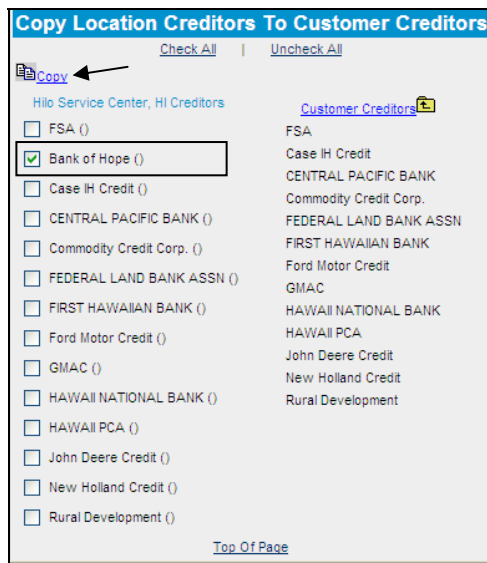 Copy Location Creditors To Customer Creditors
Check All | Uncheck All
Copy
Hilo Service Center, HI Creditors
FSA ()
Bank of Hope ()
Case IH Credit ()
CENTRAL PACIFIC BANK ()
Commodity Credit Corp. ()
FEDERAL LAND BANK ASSN ()
FIRST HAWAIIAN BANK ()
Ford Motor Credit ()
GMAC ()
HAWAII NATIONAL BANK ()
HAWAII PCA ()
John Deere Credit ()
New Holland Credit ()
Rural Development ()
Customer Creditors
FSA
Case IH Credit
CENTRAL PACIFIC BANK
Commodity Credit Corp.
FEDERAL LAND BANK ASSN
FIRST HAWAIIAN BANK
Ford Motor Credit
GMAC
HAWAII NATIONAL BANK
HAWAII PCA
John Deere Credit
New Holland Credit
Rural Development
Top Of Page